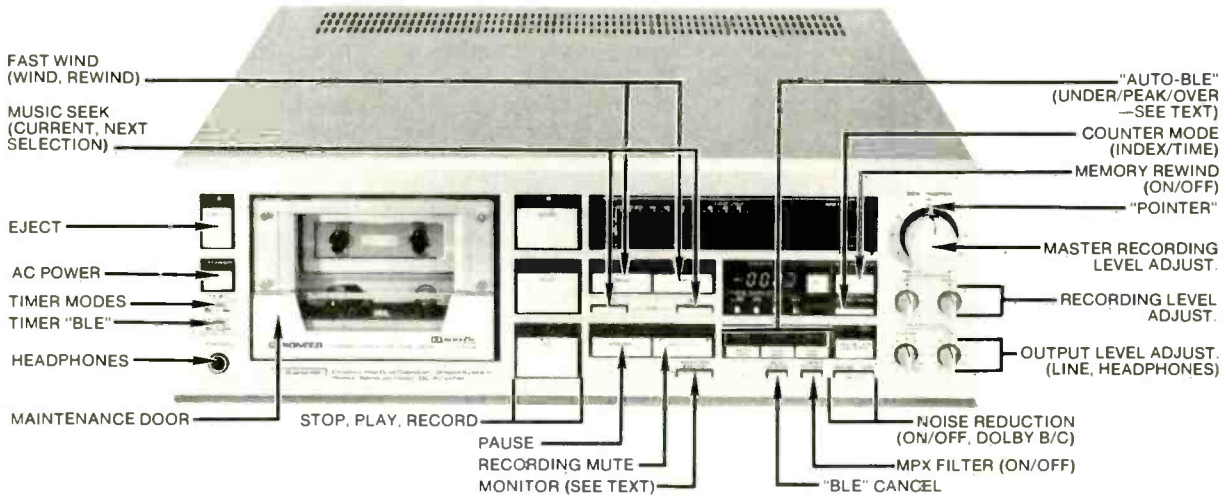 FAST WIND
(WIND, REWIND)
MUSIC SEEK
(CURRENT, NEXT
SELECTION)
EJECT
AC POWER
TIMER MODES
TIMER "BLE"
HEADPHONES
MAINTENANCE DOOR
STOP, PLAY, RECORD
PAUSE
RECORDING MUTE
MONITOR (SEE TEXT)
"AUTO-BLE"
(UNDER/PEAK/OVER
—SEE TEXT)
COUNTER MODE
(INDEX/TIME)
MEMORY REWIND
(ON/OFF)
"POINTER"
MASTER RECORDING
LEVEL ADJUST.
RECORDING LEVEL
ADJUST.
OUTPUT LEVEL ADJUST.
(LINE, HEADPHONES)
NOISE REDUCTION
(ON/OFF, DOLBY B/C)
MPX FILTER (ON/OFF)
"BLE" CANCEL
PIONEER